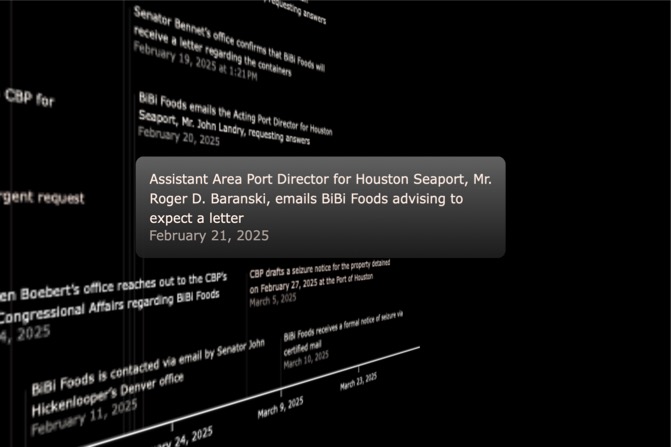 requesting answers
Senator Bennet's office confirms that BiBi Foods will
receive a letter regarding the containers
February 19, 2025 at 1:21PM
CBP for
BiBi Foods emails the Acting Port Director for Houston
Seaport, Mr. John Landry, requesting answers
February 20, 2025
Assistant Area Port Director for Houston Seaport, Mr.
Roger D. Baranski, emails BiBi Foods advising to
expect a letter
February 21, 2025
request
en Boebert's office reaches out to the CBP's
Congressional Affairs regarding BiBi Foods
4, 2025
CBP drafts a seizure notice for the property detained
on February 27, 2025 at the Port of Houston
March 5, 2025
BiBi Foods is contacted via email by Senator John
Hickenlooper's Denver office
February 11, 2025
BiBi Foods receives a formal notice of seizure via
certified mail
March 10, 2025
ry 24, 2025
March 9, 2025
March 23, 2025